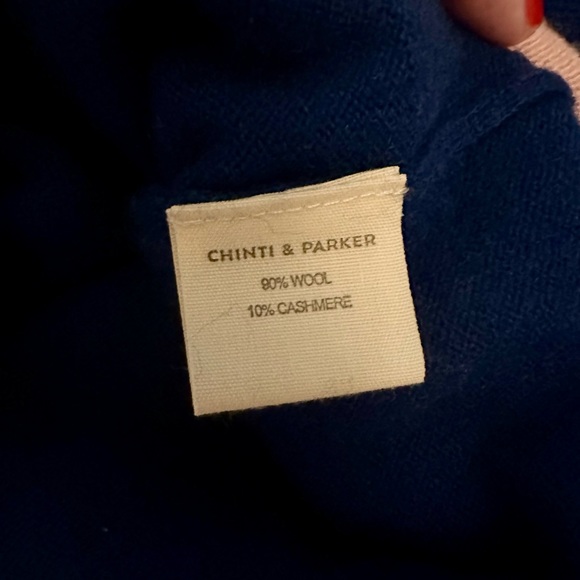 CHINTI & PARKER
90% WOOL
10% CASHMERE